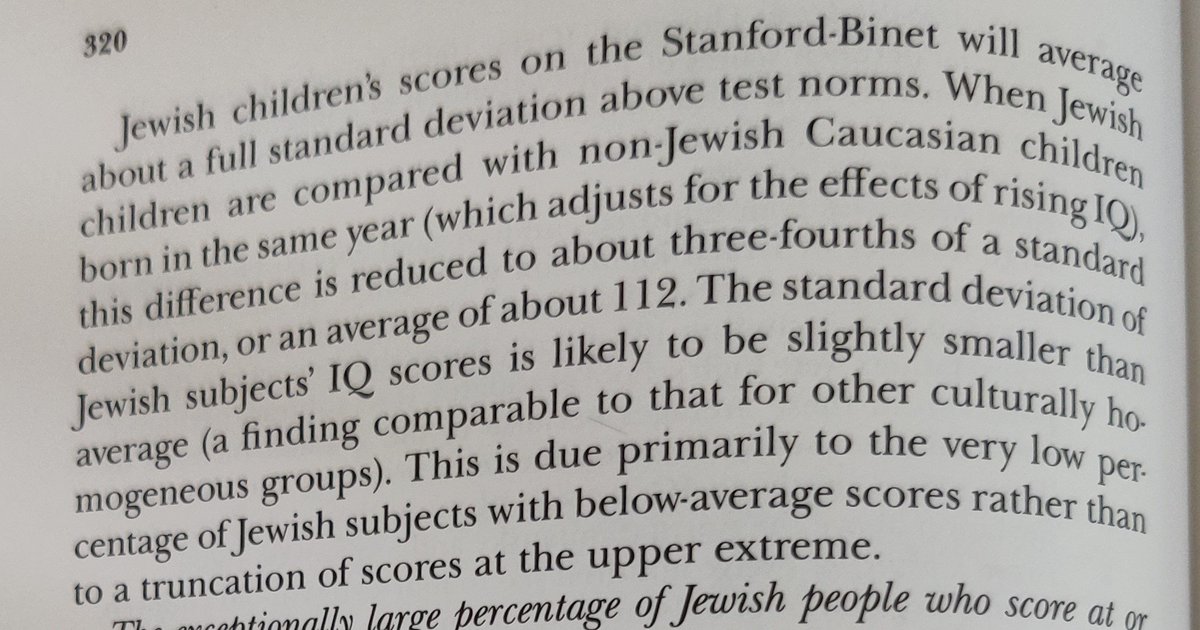 320
Jewish children's scores on the Stanford-Binet will average
about a full standard deviation above test norms. When Jewish
children are compared with non-Jewish Caucasian children
born in the same year (which adjusts for the effects of rising IQ),
this difference is reduced to about three-fourths of a standard
deviation, or an average of about 112. The standard deviation of
Jewish subjects' IQ scores is likely to be slightly smaller than
average (a finding comparable to that for other culturally ho-
mogeneous groups). This is due primarily to the very low per-
centage of Jewish subjects with below-average scores rather than
to a truncation of scores at the upper extreme.
The exceptionally large percentage of Jewish people who score at or